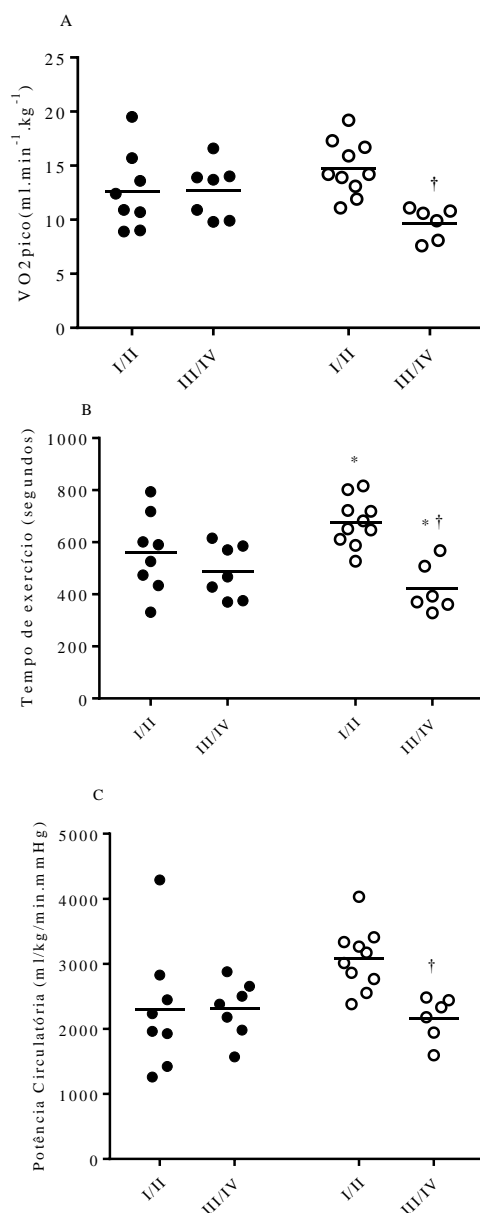 A
VO2pico(ml.min⁻¹.kg⁻¹)
25
20
15
10
5
0
†
I/II
III/IV
I/II
III/IV
B
Tempo de exercício (segundos)
1000
800
600
400
200
0
*
* †
I/II
III/IV
I/II
III/IV
C
Potência Circulatória (ml/kg/min.mmHg)
5000
4000
3000
2000
1000
0
†
I/II
III/IV
I/II
III/IV